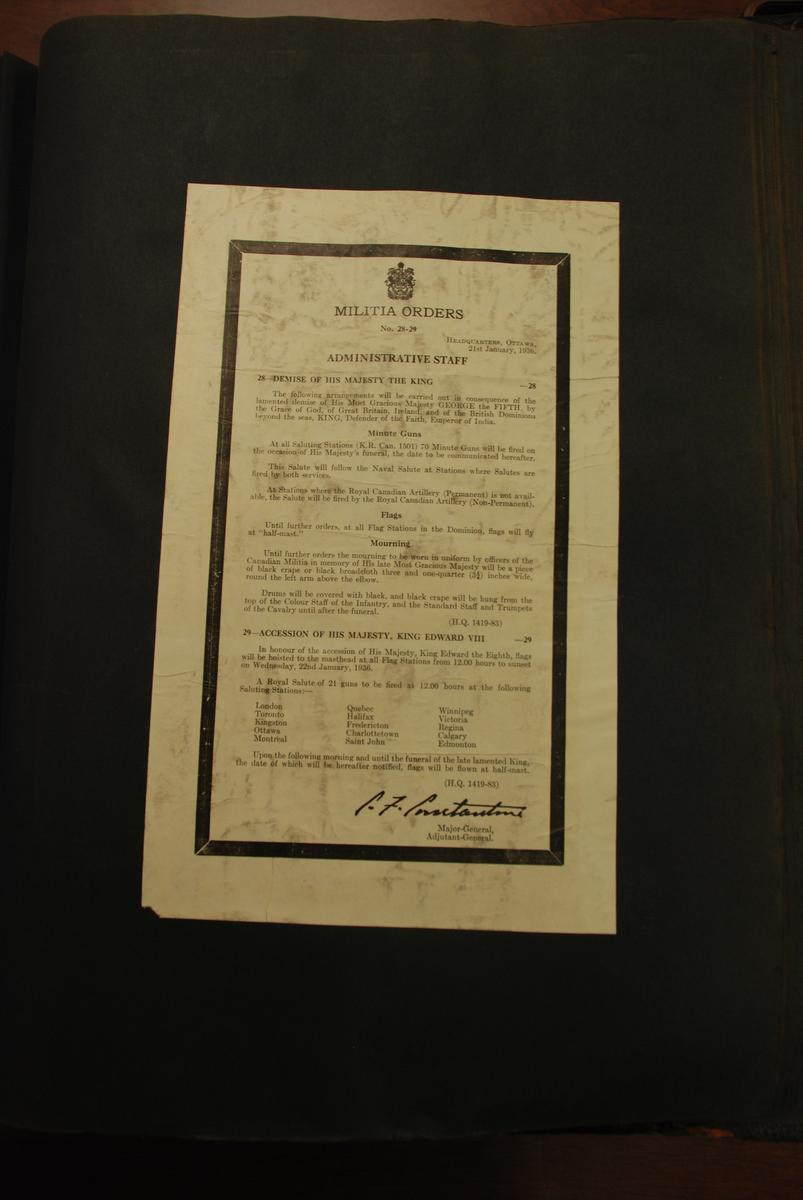 MILITIA ORDERS
No. 28-29
HEADQUARTERS, OTTAWA,
21st January, 1936.
ADMINISTRATIVE STAFF
28—DEMISE OF HIS MAJESTY THE KING —28
The following arrangements will be carried out in consequence of the
lamented demise of His Most Gracious Majesty GEORGE the FIFTH, by
the Grace of God, of Great Britain, Ireland, and of the British Dominions
beyond the seas, KING, Defender of the Faith, Emperor of India.
Minute Guns
At all Saluting Stations (K.R. Can. 1501) 70 Minute Guns will be fired on
the occasion of His Majesty's funeral, the date to be communicated hereafter.
This Salute will follow the Naval Salute at Stations where Salutes are
fired by both services.
At Stations where the Royal Canadian Artillery (Permanent) is not avail-
able, the Salute will be fired by the Royal Canadian Artillery (Non-Permanent).
Flags
Until further orders, at all Flag Stations in the Dominion, flags will fly
at "half-mast."
Mourning
Until further orders the mourning to be worn in uniform by officers of the
Canadian Militia in memory of His late Most Gracious Majesty will be a piece
of black crape or black broadcloth three and one-quarter (3¼) inches wide,
round the left arm above the elbow.
Drums will be covered with black, and black crape will be hung from the
top of the Colour Staff of the Infantry, and the Standard Staff and Trumpets
of the Cavalry until after the funeral.
(H.Q. 1419-83)
29—ACCESSION OF HIS MAJESTY, KING EDWARD VIII —29
In honour of the accession of His Majesty, King Edward the Eighth, flags
will be hoisted to the masthead at all Flag Stations from 12.00 hours to sunset
on Wednesday, 22nd January, 1936.
A Royal Salute of 21 guns to be fired at 12.00 hours at the following
Saluting Stations:—
London Quebec Winnipeg
Toronto Halifax Victoria
Kingston Fredericton Regina
Ottawa Charlottetown Calgary
Montreal Saint John Edmonton
Upon the following morning and until the funeral of the late lamented King,
the date of which will be hereafter notified, flags will be flown at half-mast.
(H.Q. 1419-83)
C. F. Constantine
Major-General,
Adjutant-General.